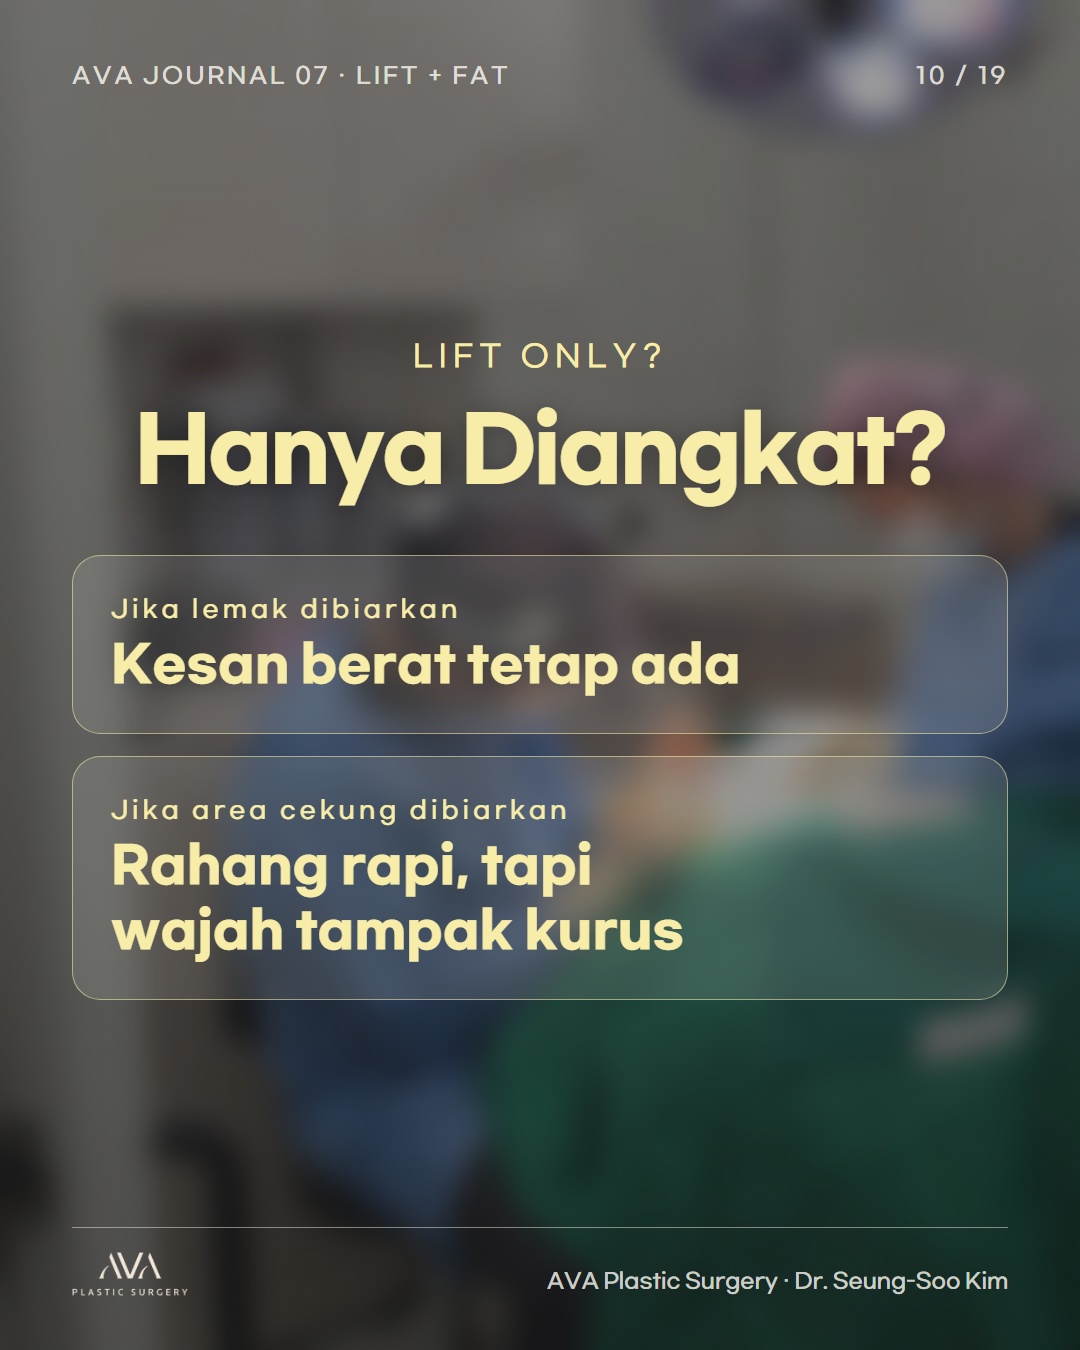 AVA JOURNAL 07 · LIFT + FAT
10 / 19
LIFT ONLY?
Hanya Diangkat?
Jika lemak dibiarkan
Kesan berat tetap ada
Jika area cekung dibiarkan
Rahang rapi, tapi
wajah tampak kurus
AVA
PLASTIC SURGERY
AVA Plastic Surgery · Dr. Seung-Soo Kim